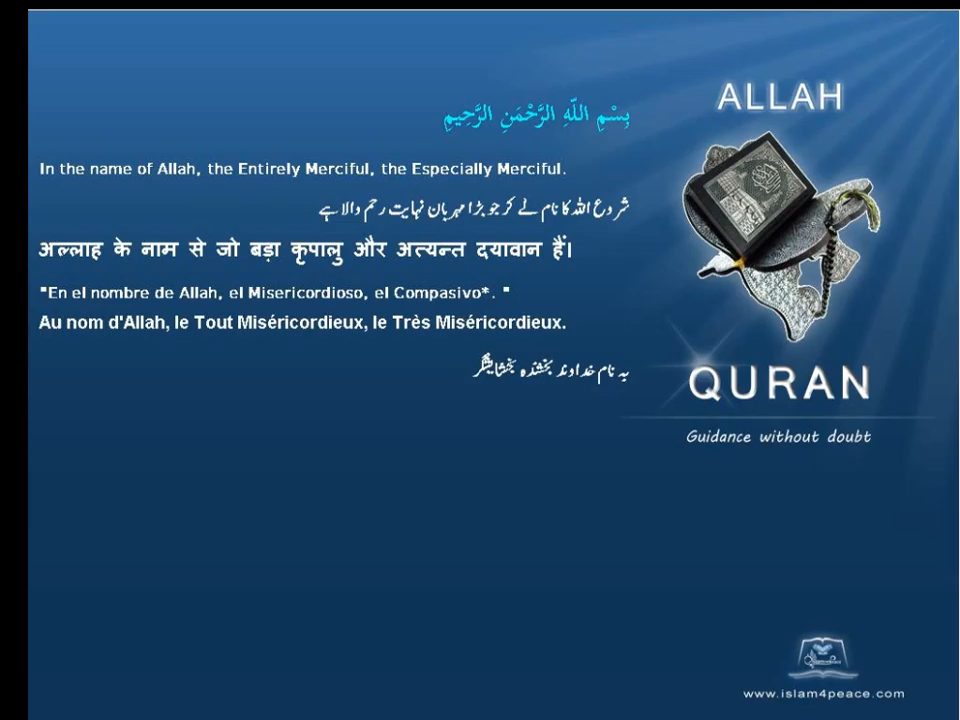 بِسْمِ اللّهِ الرَّحْمَنِ الرَّحِيمِ
In the name of Allah, the Entirely Merciful, the Especially Merciful.
شروع الله کا نام لے کر جو بڑا مہربان نہایت رحم والا ہے
अल्लाह के नाम से जो बड़ा कृपालु और अत्यन्त दयावान हैं।
"En el nombre de Allah, el Misericordioso, el Compasivo*. "
Au nom d'Allah, le Tout Miséricordieux, le Très Miséricordieux.
به نام خداوند بخشنده بخشایشگر
ALLAH
QURAN
Guidance without doubt
www.islam4peace.com